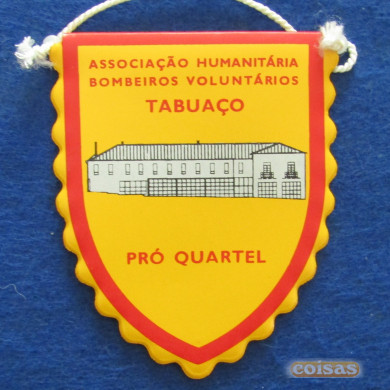 ASSOCIAÇÃO HUMANITÁRIA
BOMBEIROS VOLUNTÁRIOS
TABUAÇO
PRÓ QUARTEL
coisas